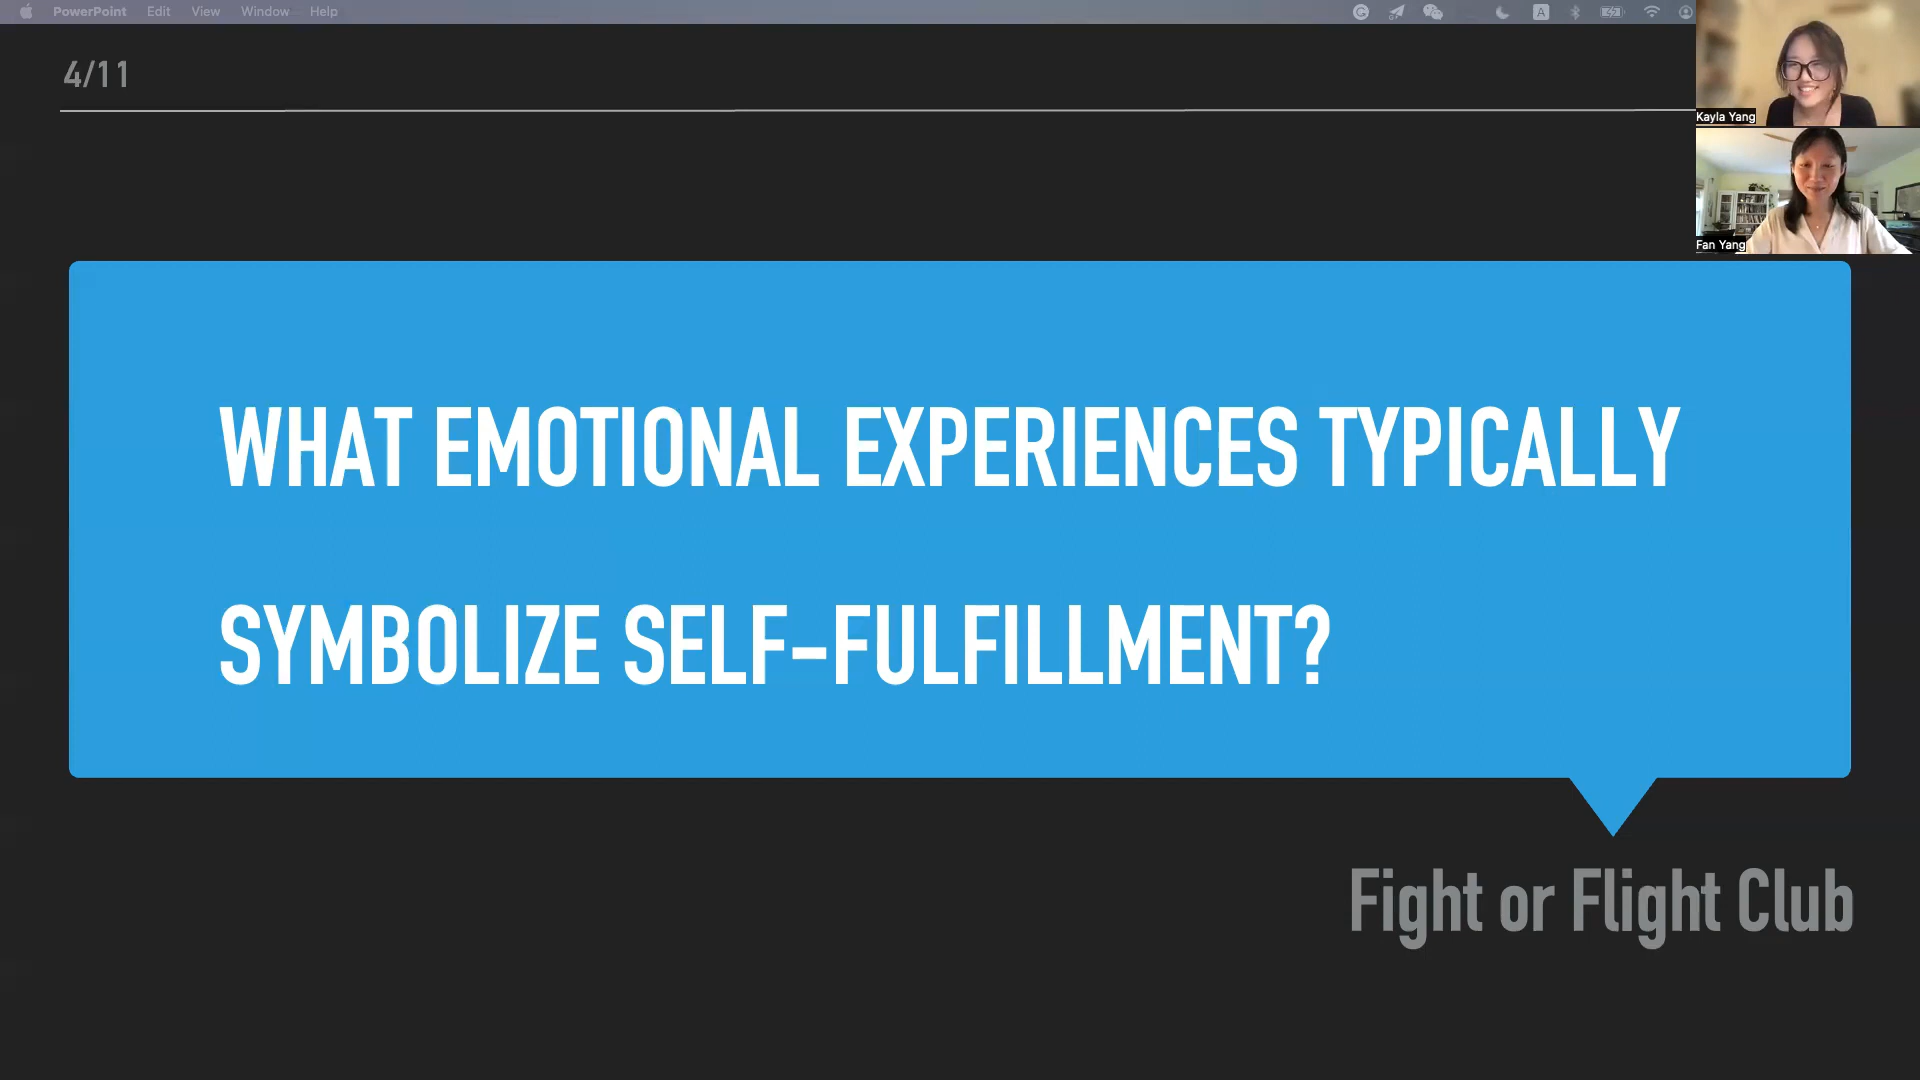 PowerPoint Edit View Window Help
A
4/11
Kayla Yang
Fan Yang
WHAT EMOTIONAL EXPERIENCES TYPICALLY
SYMBOLIZE SELF-FULFILLMENT?
Fight or Flight Club